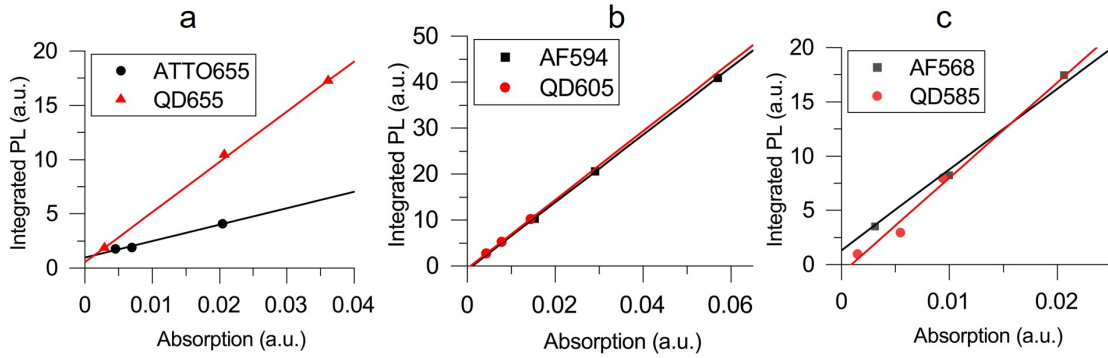 a
20
15
10
5
0
Integrated PL (a.u.)
ATTO655
QD655
0
0.01
0.02
0.03
0.04
Absorption (a.u.)
b
50
40
30
20
10
0
Integrated PL (a.u.)
AF594
QD605
0
0.02
0.04
0.06
Absorption (a.u.)
c
20
15
10
5
0
Integrated PL (a.u.)
AF568
QD585
0
0.01
0.02
Absorption (a.u.)